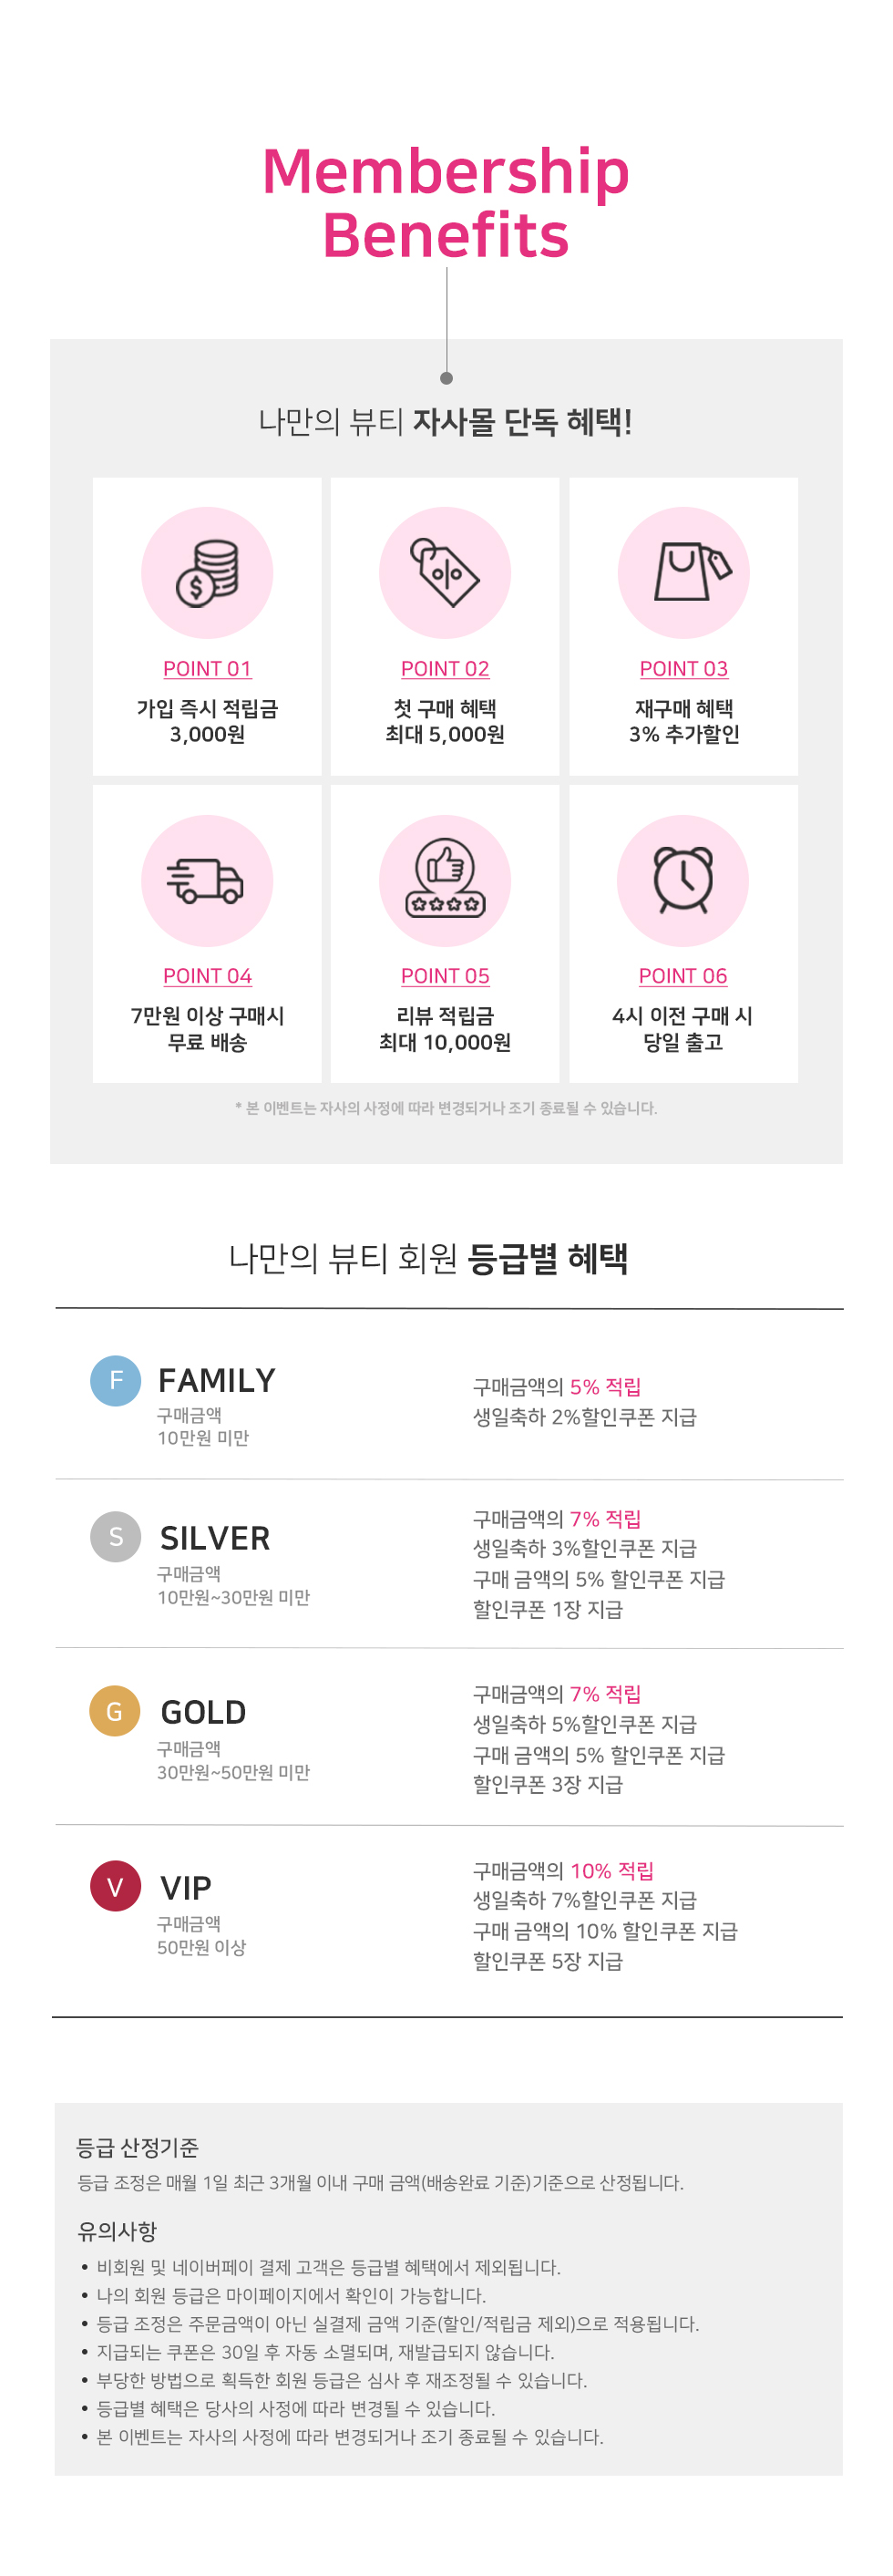 Membership
Benefits
나만의 뷰티 자사몰 단독 혜택!
POINT 01
가입 즉시 적립금
3,000원
POINT 02
첫 구매 혜택
최대 5,000원
POINT 03
재구매 혜택
3% 추가할인
POINT 04
7만원 이상 구매시
무료 배송
POINT 05
리뷰 적립금
최대 10,000원
POINT 06
4시 이전 구매 시
당일 출고
* 본 이벤트는 자사의 사정에 따라 변경되거나 조기 종료될 수 있습니다.
나만의 뷰티 회원 등급별 혜택
F FAMILY
구매금액
10만원 미만
구매금액의 5% 적립
생일축하 2%할인쿠폰 지급
S SILVER
구매금액
10만원~30만원 미만
구매금액의 7% 적립
생일축하 3%할인쿠폰 지급
구매 금액의 5% 할인쿠폰 지급
할인쿠폰 1장 지급
G GOLD
구매금액
30만원~50만원 미만
구매금액의 7% 적립
생일축하 5%할인쿠폰 지급
구매 금액의 5% 할인쿠폰 지급
할인쿠폰 3장 지급
V VIP
구매금액
50만원 이상
구매금액의 10% 적립
생일축하 7%할인쿠폰 지급
구매 금액의 10% 할인쿠폰 지급
할인쿠폰 5장 지급
등급 산정기준
등급 조정은 매월 1일 최근 3개월 이내 구매 금액(배송완료 기준)기준으로 산정됩니다.
유의사항
• 비회원 및 네이버페이 결제 고객은 등급별 혜택에서 제외됩니다.
• 나의 회원 등급은 마이페이지에서 확인이 가능합니다.
• 등급 조정은 주문금액이 아닌 실결제 금액 기준(할인/적립금 제외)으로 적용됩니다.
• 지급되는 쿠폰은 30일 후 자동 소멸되며, 재발급되지 않습니다.
• 부당한 방법으로 획득한 회원 등급은 심사 후 재조정될 수 있습니다.
• 등급별 혜택은 당사의 사정에 따라 변경될 수 있습니다.
• 본 이벤트는 자사의 사정에 따라 변경되거나 조기 종료될 수 있습니다.